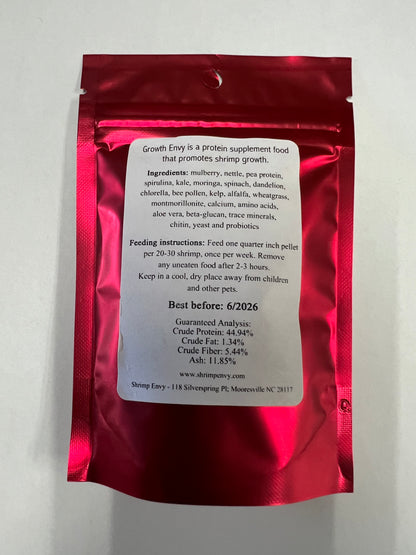 Growth Envy is a protein supplement food
that promotes shrimp growth.
Ingredients: mulberry, nettle, pea protein,
spirulina, kale, moringa, spinach, dandelion,
chlorella, bee pollen, kelp, alfalfa, wheatgrass,
montmorillonite, calcium, amino acids,
aloe vera, beta-glucan, trace minerals,
chitin, yeast and probiotics
Feeding instructions: Feed one quarter inch pellet
per 20-30 shrimp, once per week. Remove
any uneaten food after 2-3 hours.
Keep in a cool, dry place away from children
and other pets.
Best before: 6/2026
Guaranteed Analysis:
Crude Protein: 44.94%
Crude Fat: 1.34%
Crude Fiber: 5.44%
Ash: 11.85%
www.shrimpenvy.com
Shrimp Envy - 118 Silverspring Pl; Mooresville NC 28117